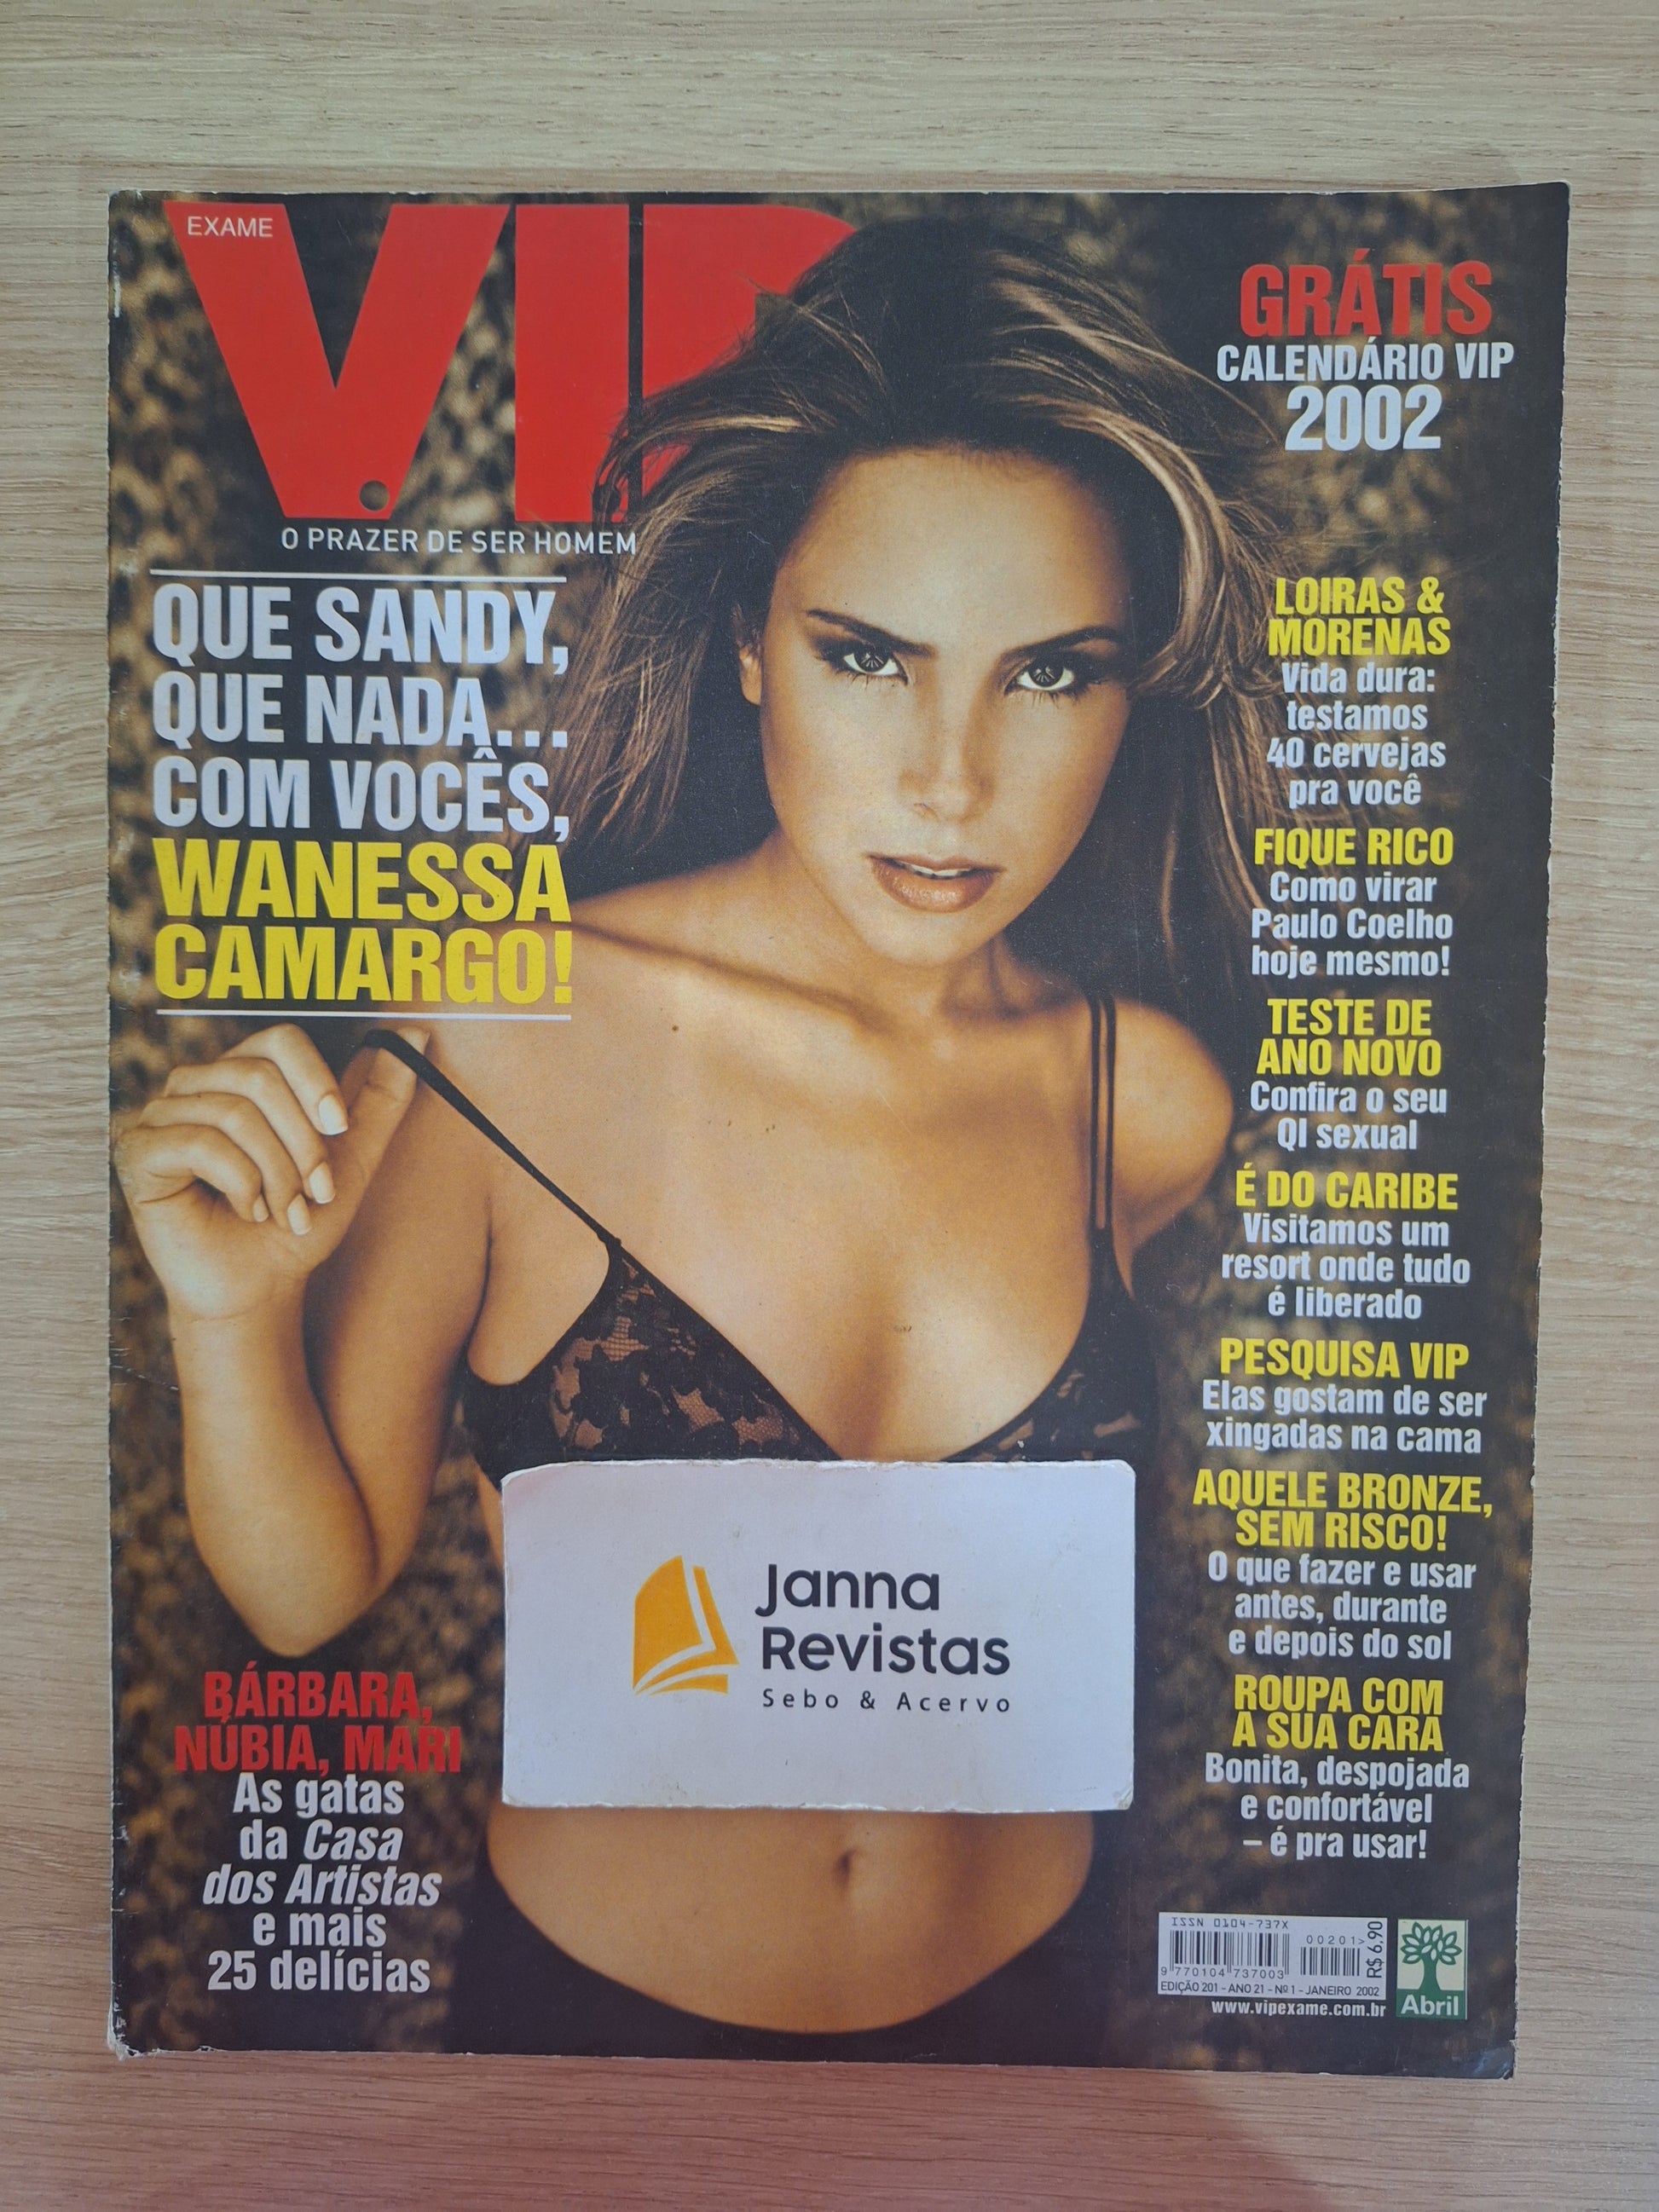 EXAME
V.I.P
O PRAZER DE SER HOMEM
GRÁTIS
CALENDÁRIO VIP
2002
QUE SANDY,
QUE NADA...
COM VOCÊS,
WANESSA
CAMARGO!
LOIRAS &
MORENAS
Vida dura:
testamos
40 cervejas
pra você
FIQUE RICO
Como virar
Paulo Coelho
hoje mesmo!
TESTE DE
ANO NOVO
Confira o seu
QI sexual
É DO CARIBE
Visitamos um
resort onde tudo
é liberado
PESQUISA VIP
Elas gostam de ser
xingadas na cama
AQUELE BRONZE,
SEM RISCO!
O que fazer e usar
antes, durante
e depois do sol
ROUPA COM
A SUA CARA
Bonita, despojada
e confortável
– é pra usar!
Janna
Revistas
Sebo & Acervo
BÁRBARA,
NÚBIA, MARI
As gatas
da Casa
dos Artistas
e mais
25 delícias
ISSN 0104-737X
00201>
9 770104 737003
R$ 6,90
EDIÇÃO 201 - ANO 21 - Nº 1 - JANEIRO 2002
www.vipexame.com.br
Abril